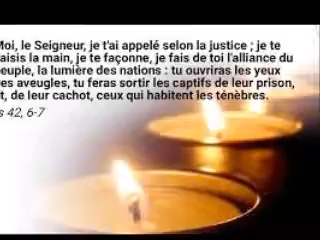 Moi, le Seigneur, je t'ai appelé selon la justice ; je te
saisis la main, je te façonne, je fais de toi l'alliance du
peuple, la lumière des nations : tu ouvriras les yeux
des aveugles, tu feras sortir les captifs de leur prison,
et, de leur cachot, ceux qui habitent les ténèbres.
Is 42, 6-7